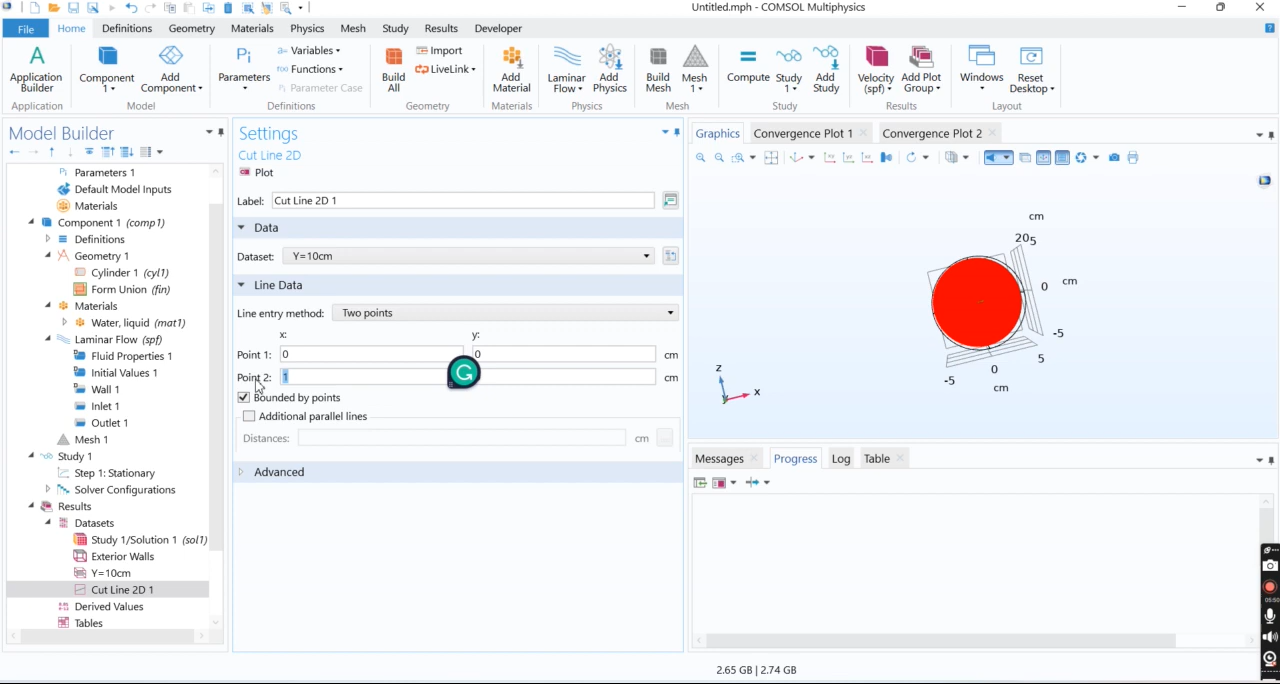 Untitled.mph - COMSOL Multiphysics
File Home Definitions Geometry Materials Physics Mesh Study Results Developer
Application Builder
Component 1
Add Component
Pi
Parameters
a= Variables
f(x) Functions
Pi Parameter Case
Build All
Import
LiveLink
Add Material
Laminar Flow
Add Physics
Build Mesh
Mesh 1
Compute
Study 1
Add Study
Velocity (spf)
Add Plot Group
Windows
Reset Desktop
Application Model Definitions Geometry Materials Physics Mesh Study Results Layout
Model Builder
Pi Parameters 1
Default Model Inputs
Materials
Component 1 (comp1)
Definitions
Geometry 1
Cylinder 1 (cyl1)
Form Union (fin)
Materials
Water, liquid (mat1)
Laminar Flow (spf)
Fluid Properties 1
Initial Values 1
Wall 1
Inlet 1
Outlet 1
Mesh 1
Study 1
Step 1: Stationary
Solver Configurations
Results
Datasets
Study 1/Solution 1 (sol1)
Exterior Walls
Y=10cm
Cut Line 2D 1
Derived Values
Tables
Settings
Cut Line 2D
Plot
Label: Cut Line 2D 1
Data
Dataset: Y=10cm
Line Data
Line entry method: Two points
x: y:
Point 1: 0 0 cm
Point 2: 1 cm
Bounded by points
Additional parallel lines
Distances: cm
Advanced
Graphics Convergence Plot 1 Convergence Plot 2
cm
205
0 cm
-5
5
0
-5 cm
z
y x
Messages Progress Log Table
05:50
2.65 GB | 2.74 GB